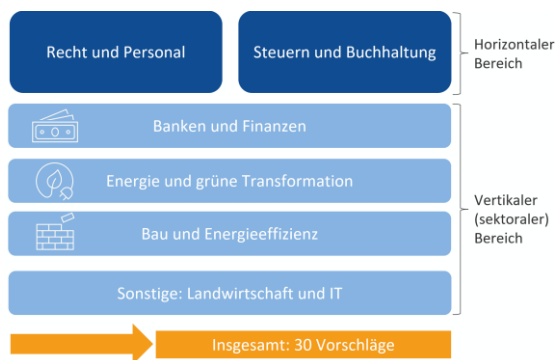 Recht und Personal
Steuern und Buchhaltung
Horizontaler
Bereich
Banken und Finanzen
Energie und grüne Transformation
Bau und Energieeffizienz
Sonstige: Landwirtschaft und IT
Vertikaler
(sektoraler)
Bereich
Insgesamt: 30 Vorschläge